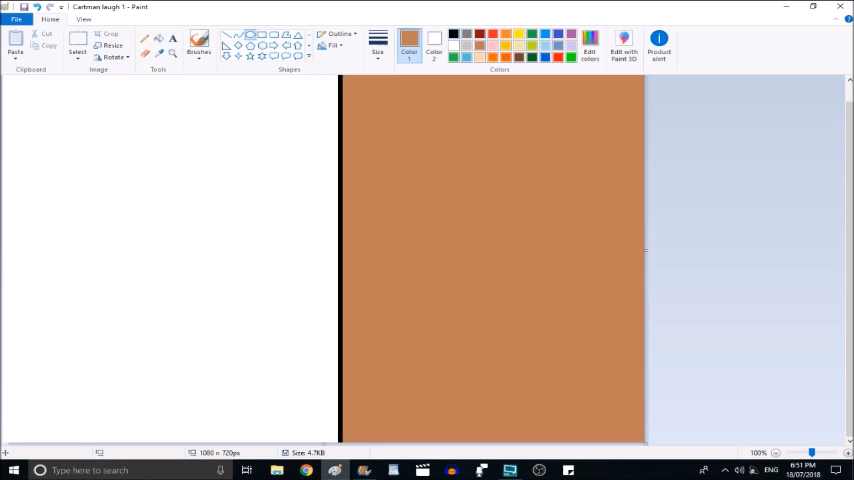 Cartman laugh 1 - Paint
File Home View
Cut
Copy
Paste
Clipboard
Crop
Resize
Rotate
Select
Image
A
Tools
Brushes
Outline
Fill
Shapes
Size
Color 1
Color 2
Edit colors
Colors
Edit with Paint 3D
Product alert
1080 × 720px
Size: 4.7KB
100%
Type here to search
ENG
6:51 PM
18/07/2018